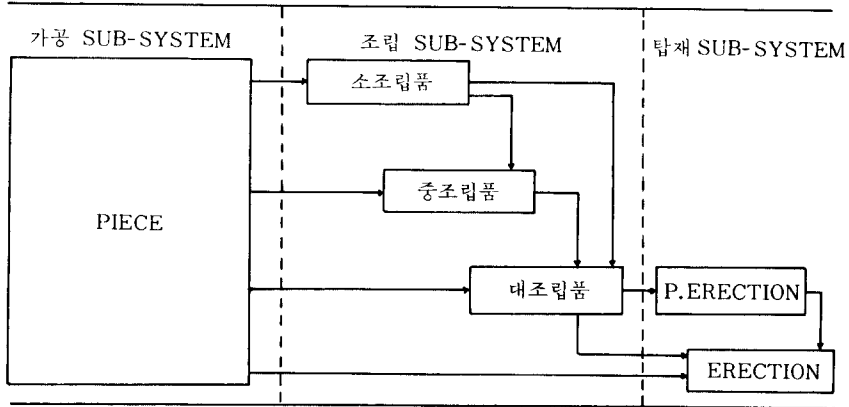 가공 SUB-SYSTEM
조립 SUB-SYSTEM
탑재 SUB-SYSTEM
소조립품
중조립품
PIECE
대조립품
P.ERECTION
ERECTION